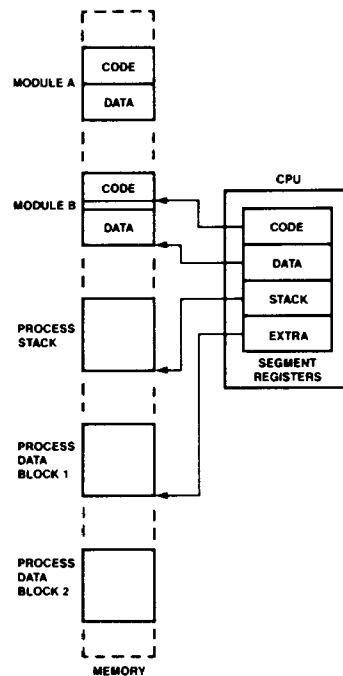 MODULE A
CODE
DATA
MODULE B
CODE
DATA
CPU
CODE
DATA
STACK
EXTRA
SEGMENT
REGISTERS
PROCESS
STACK
PROCESS
DATA
BLOCK 1
PROCESS
DATA
BLOCK 2
MEMORY